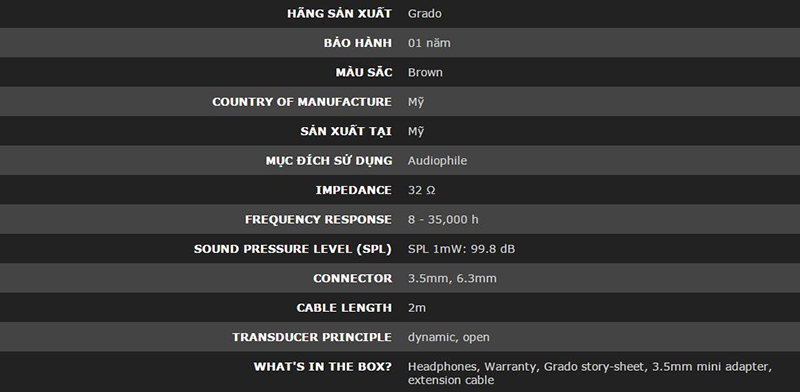 HÃNG SẢN XUẤT Grado
BẢO HÀNH 01 năm
MÀU SẮC Brown
COUNTRY OF MANUFACTURE Mỹ
SẢN XUẤT TẠI Mỹ
MỤC ĐÍCH SỬ DỤNG Audiophile
IMPEDANCE 32 Ω
FREQUENCY RESPONSE 8 - 35,000 h
SOUND PRESSURE LEVEL (SPL) SPL 1mW: 99.8 dB
CONNECTOR 3.5mm, 6.3mm
CABLE LENGTH 2m
TRANSDUCER PRINCIPLE dynamic, open
WHAT'S IN THE BOX? Headphones, Warranty, Grado story-sheet, 3.5mm mini adapter,
extension cable